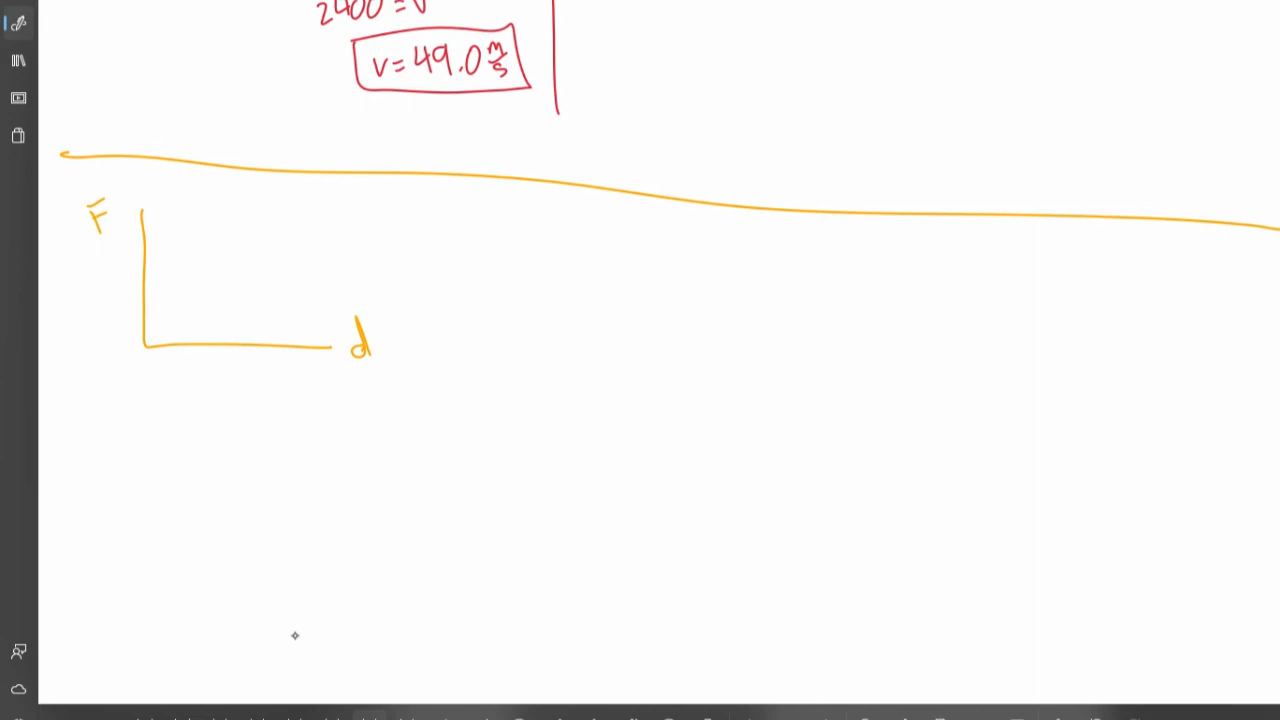 2400 = v
v = 49.0 m/s
F
d